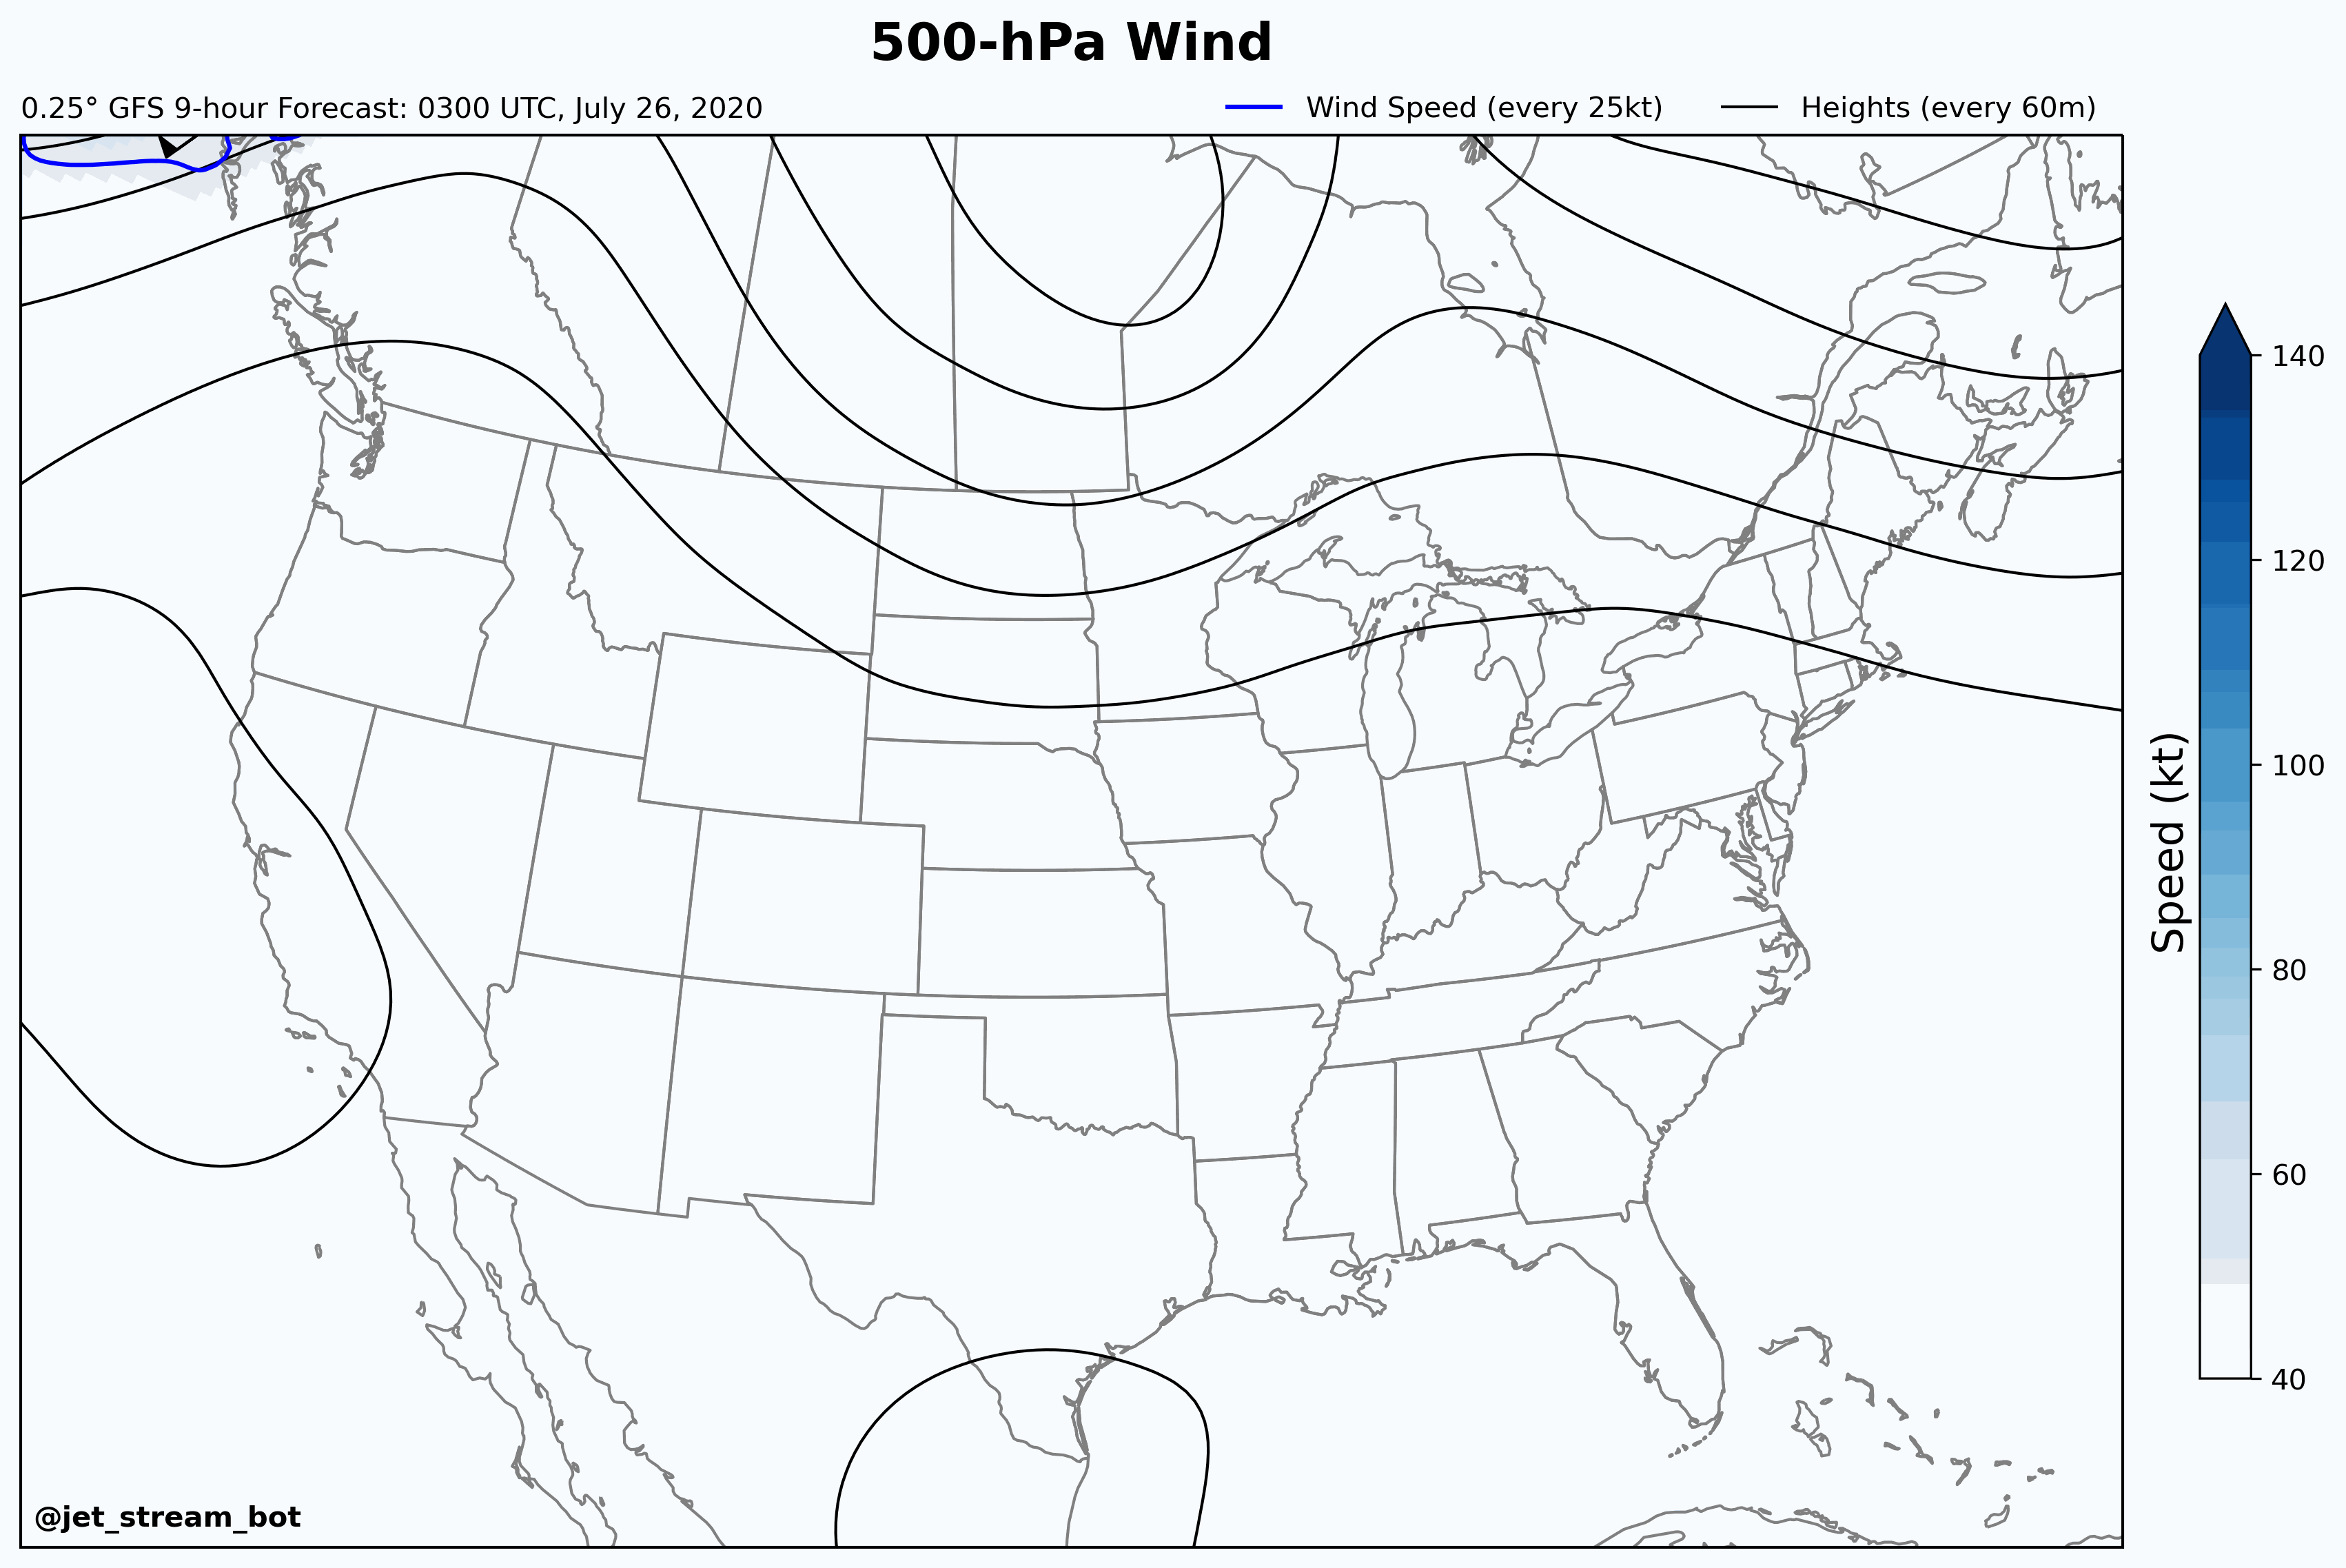 500-hPa Wind
0.25° GFS 9-hour Forecast: 0300 UTC, July 26, 2020
Wind Speed (every 25kt)
Heights (every 60m)
140
120
100
80
60
40
Speed (kt)
@jet_stream_bot